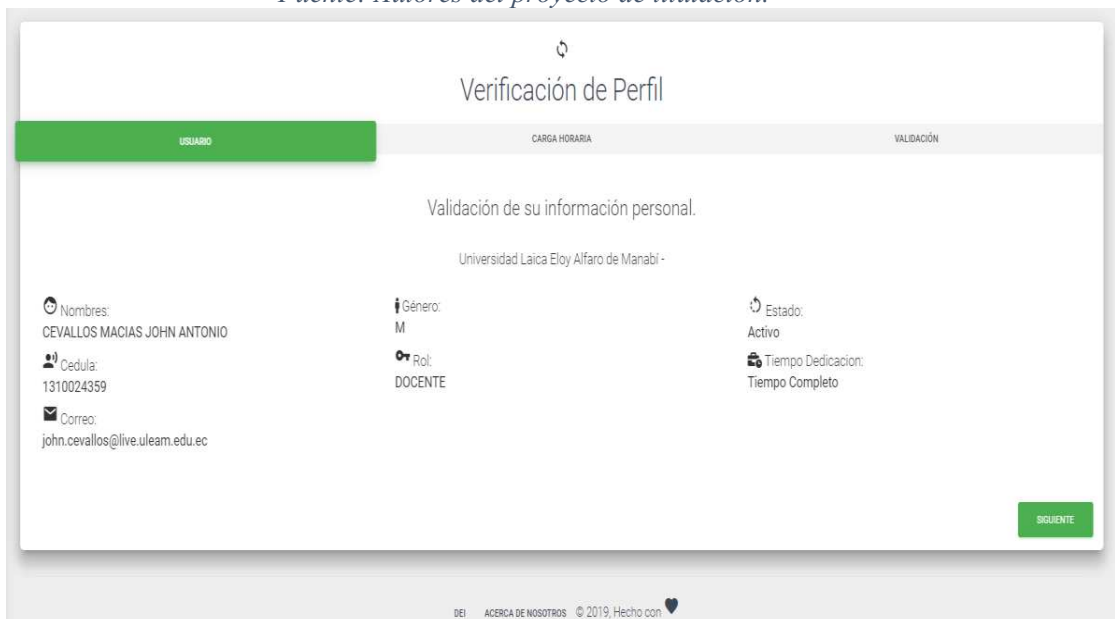 Fuente: Autores del proyecto de titulación.
Verificación de Perfil
USUARIO
CARGA HORARIA
VALIDACIÓN
Validación de su información personal.
Universidad Laica Eloy Alfaro de Manabí -
Nombres:
CEVALLOS MACIAS JOHN ANTONIO
Cedula:
1310024359
Correo:
john.cevallos@live.uleam.edu.ec
Género:
M
Rol:
DOCENTE
Estado:
Activo
Tiempo Dedicacion:
Tiempo Completo
SIGUIENTE
DEI ACERCA DE NOSOTROS © 2019, Hecho con